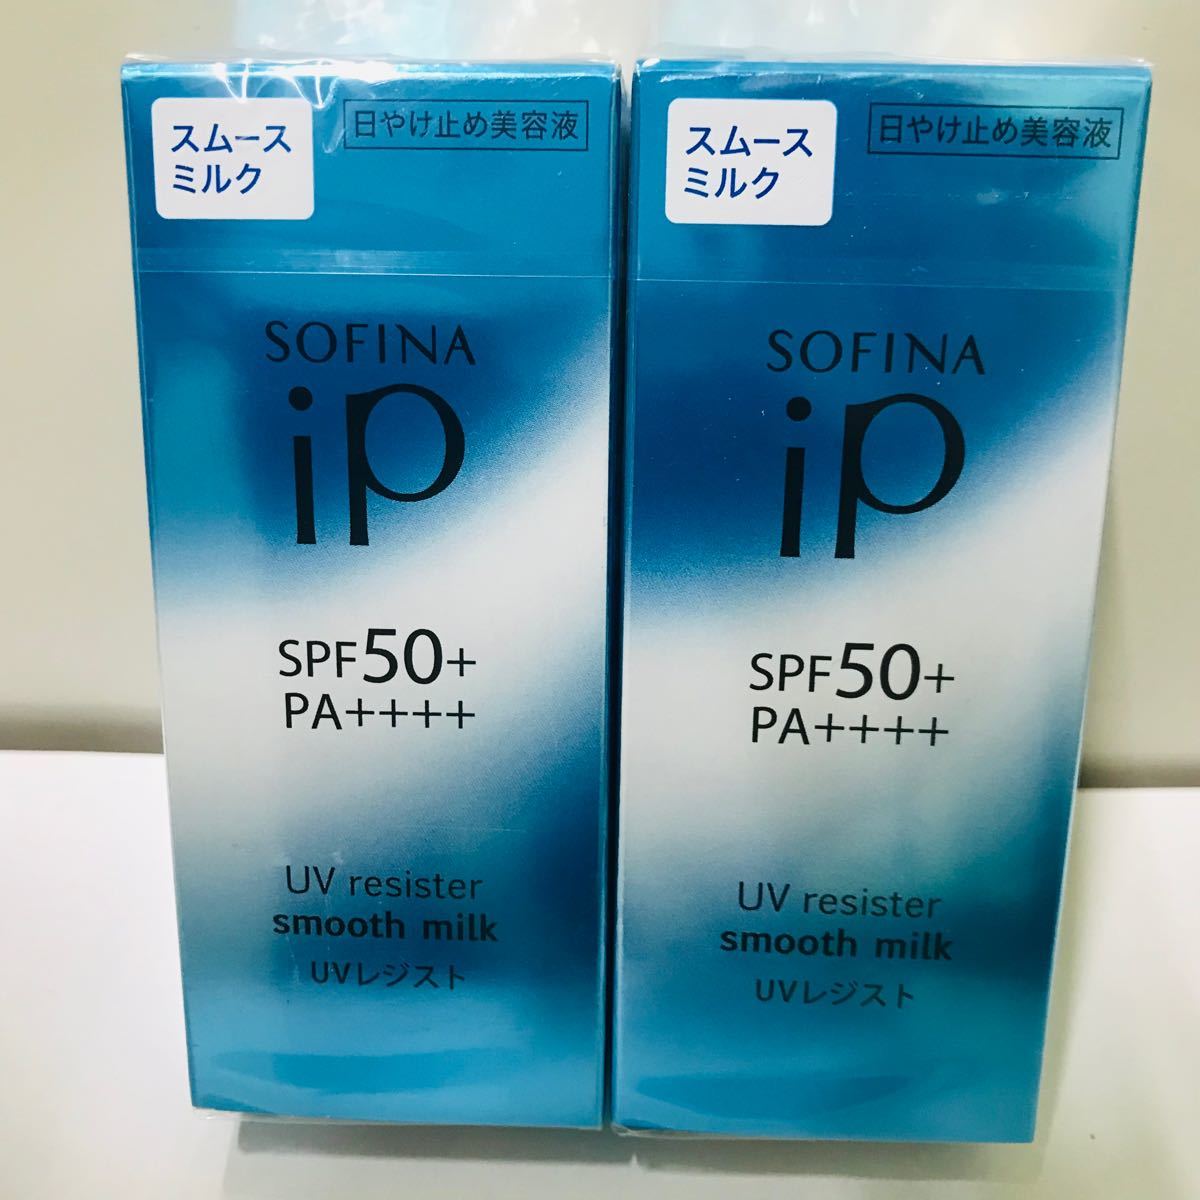 スムース
ミルク
日やけ止め美容液
SOFINA
iP
SPF50+
PA++++
UV resister
smooth milk
UVレジスト
スムース
ミルク
日やけ止め美容液
SOFINA
iP
SPF50+
PA++++
UV resister
smooth milk
UVレジスト